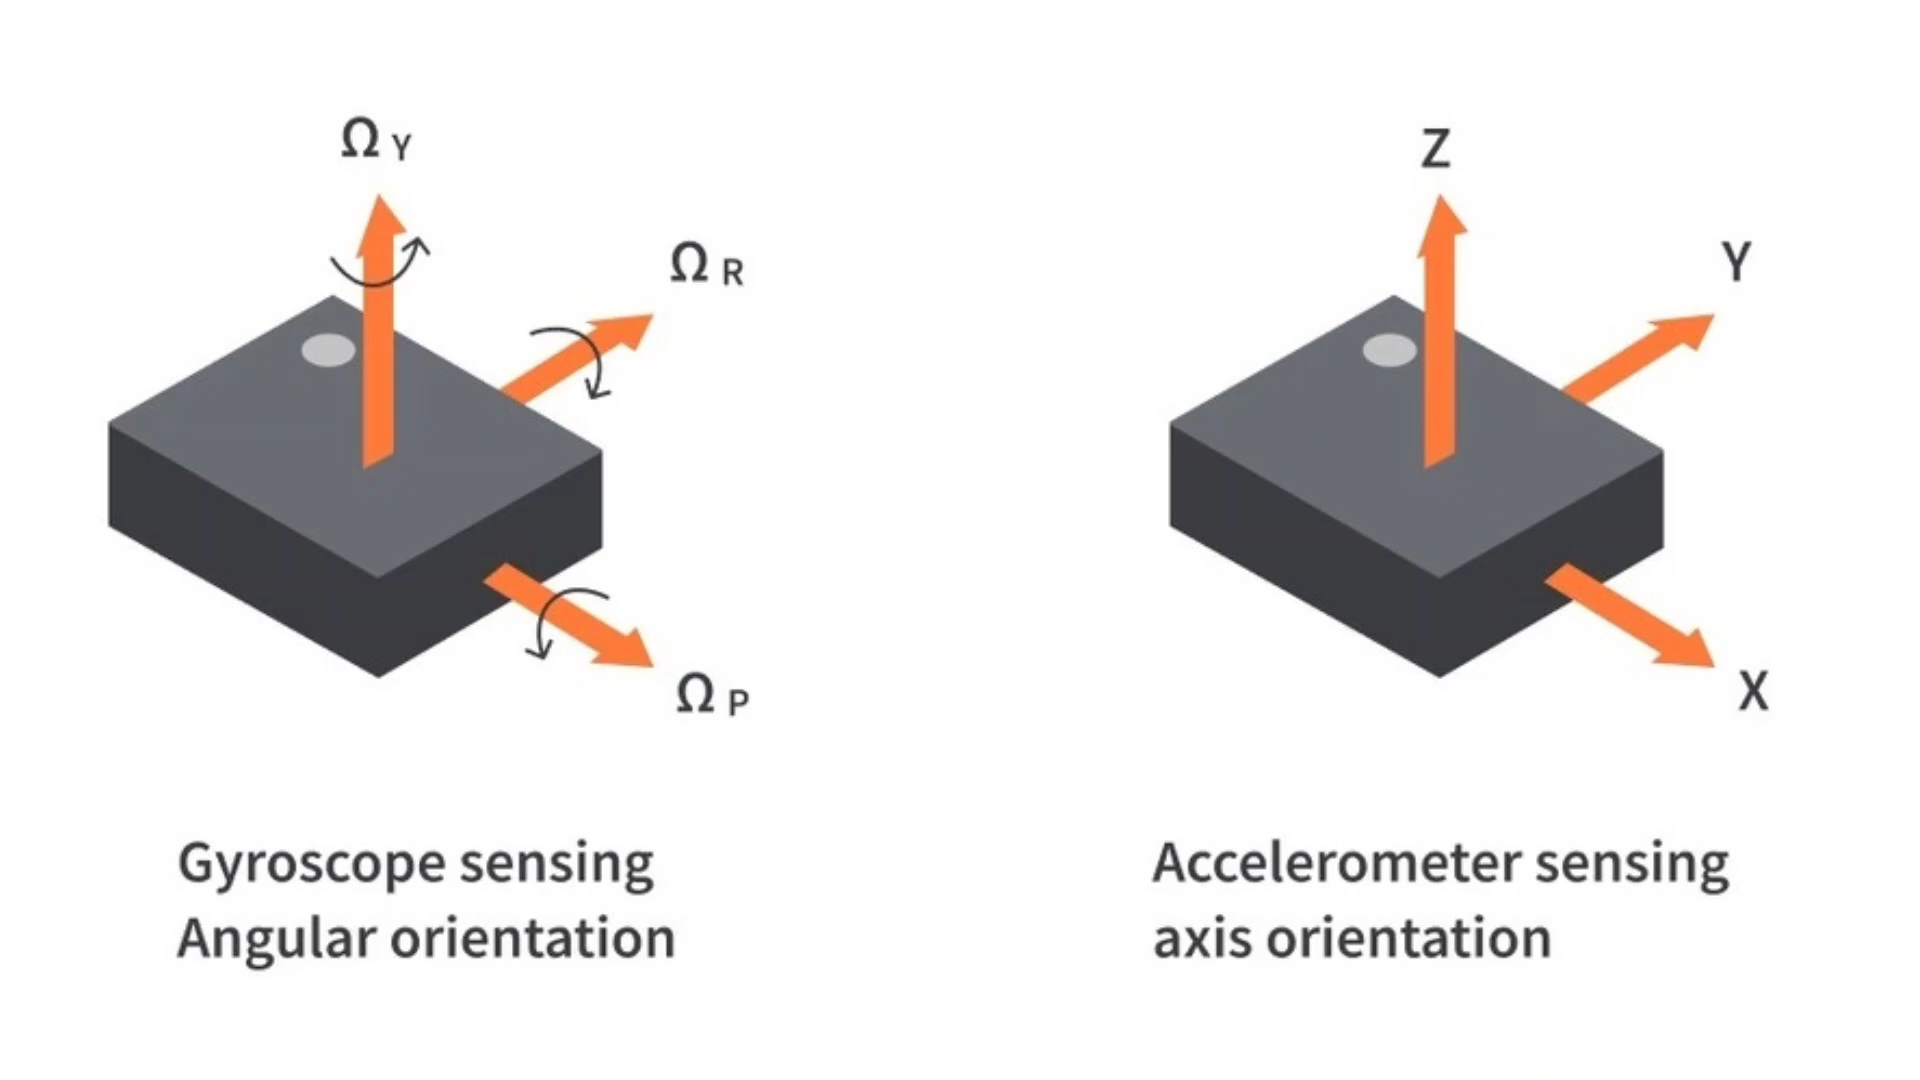 Ω Y
Ω R
Ω P
Gyroscope sensing
Angular orientation
Z
Y
X
Accelerometer sensing
axis orientation